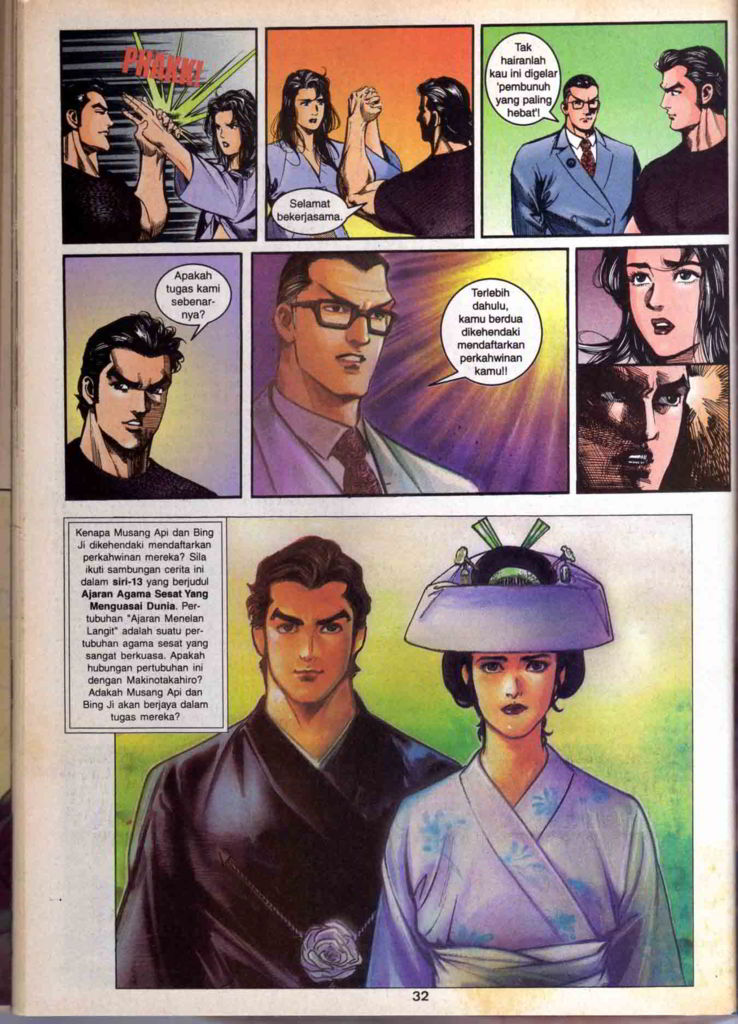 PHAKK!
Selamat
bekerjasama.
Tak
hairanlah
kau ini digelar
'pembunuh
yang paling
hebat'!
Apakah
tugas kami
sebenar-
nya?
Terlebih
dahulu,
kamu berdua
dikehendaki
mendaftarkan
perkahwinan
kamu!!
Kenapa Musang Api dan Bing
Ji dikehendaki mendaftarkan
perkahwinan mereka? Sila
ikuti sambungan cerita ini
dalam siri-13 yang berjudul
Ajaran Agama Sesat Yang
Menguasai Dunia. Per-
tubuhan "Ajaran Menelan
Langit" adalah suatu per-
tubuhan agama sesat yang
sangat berkuasa. Apakah
hubungan pertubuhan ini
dengan Makinotakahiro?
Adakah Musang Api dan
Bing Ji akan berjaya dalam
tugas mereka?
32